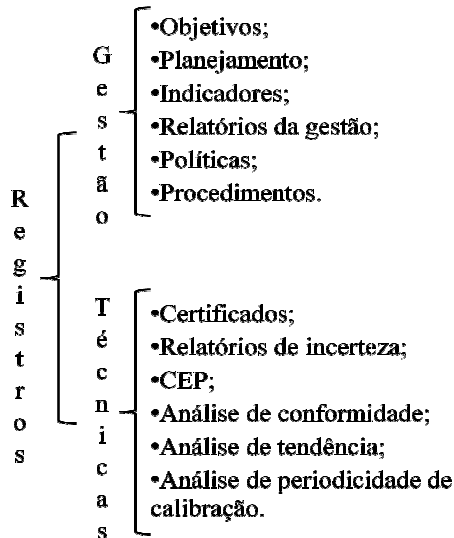 Registros
Gestão
•Objetivos;
•Planejamento;
•Indicadores;
•Relatórios da gestão;
•Políticas;
•Procedimentos.
Técnicas
•Certificados;
•Relatórios de incerteza;
•CEP;
•Análise de conformidade;
•Análise de tendência;
•Análise de periodicidade de
calibração.